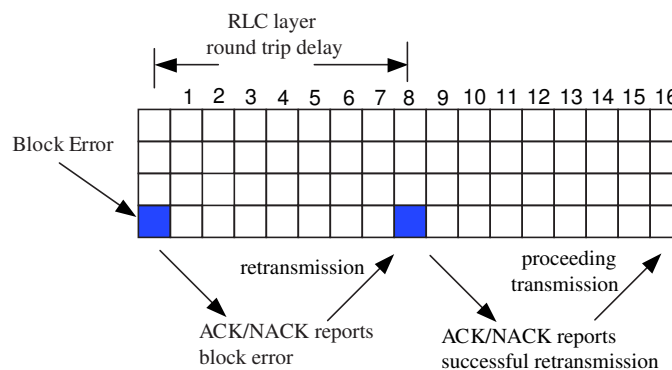 RLC layer
round trip delay
1 2 3 4 5 6 7 8 9 10 11 12 13 14 15 16
Block Error
retransmission
proceeding
transmission
ACK/NACK reports
block error
ACK/NACK reports
successful retransmission